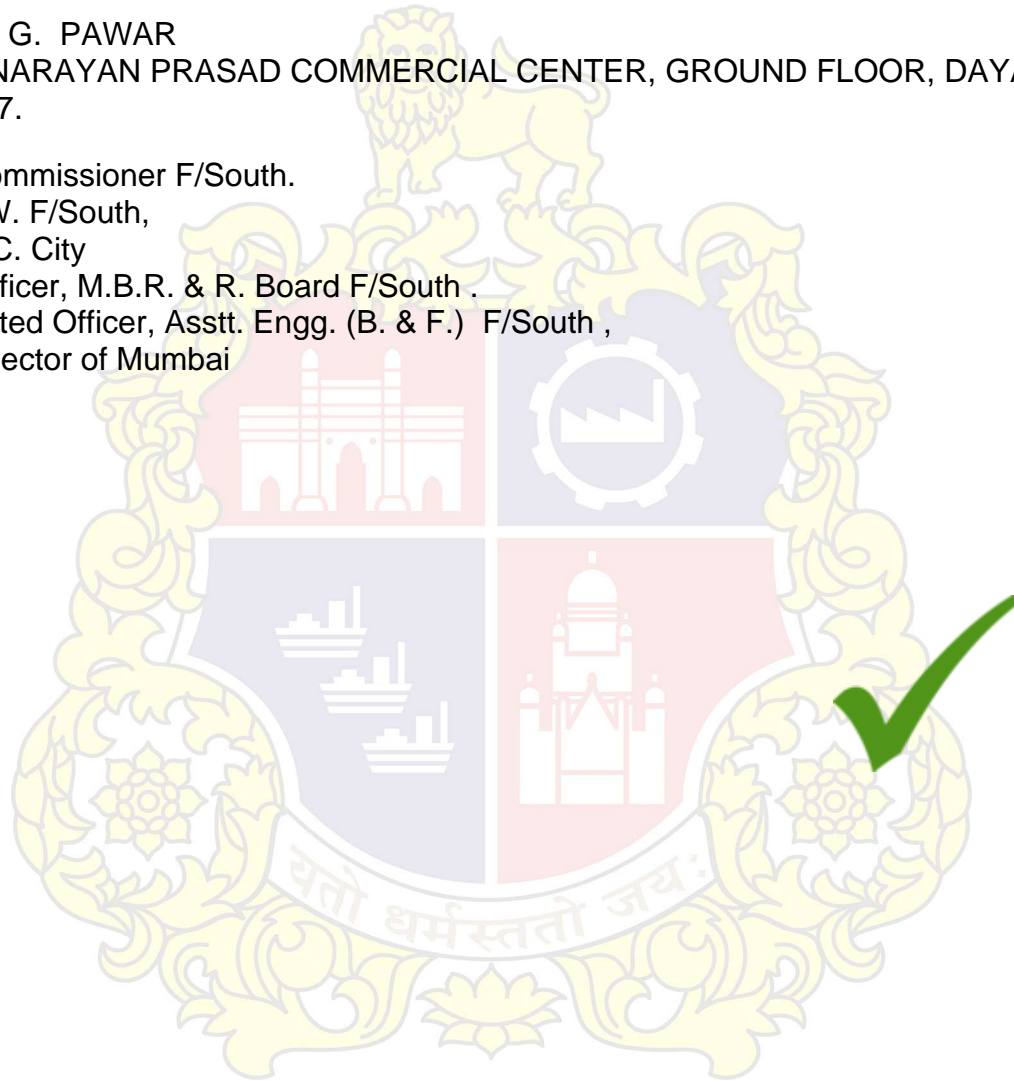 G. PAWAR
NARAYAN PRASAD COMMERCIAL CENTER, GROUND FLOOR, DAYA
7.
ommissioner F/South.
W. F/South,
C. City
ficer, M.B.R. & R. Board F/South .
ted Officer, Asstt. Engg. (B. & F.) F/South ,
ector of Mumbai
यतो धर्मस्ततो जय: